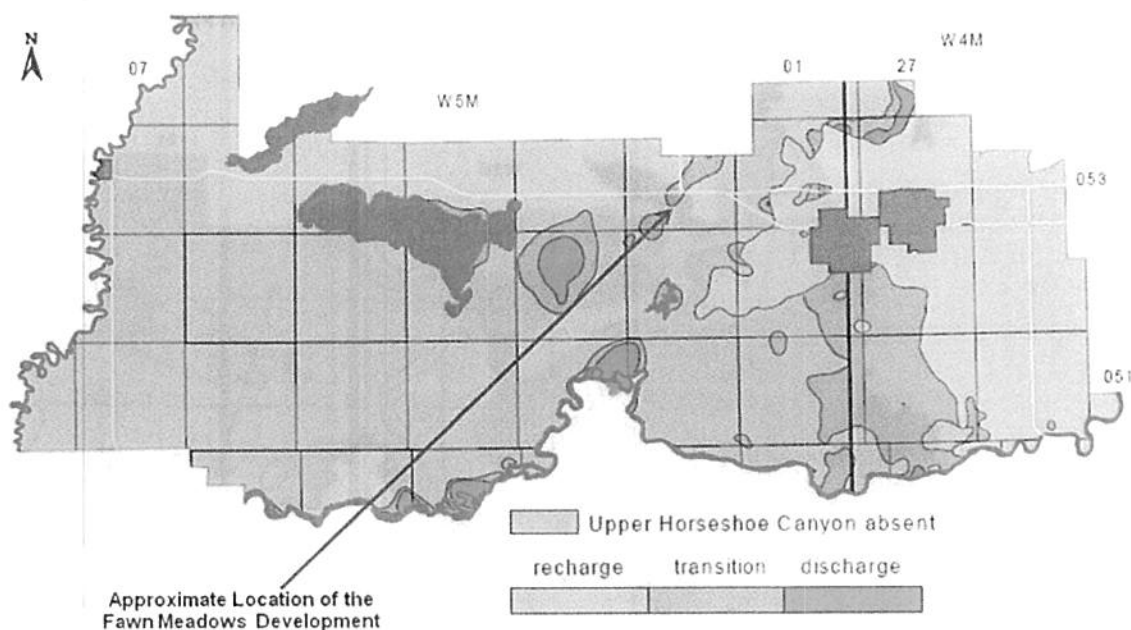 N
W4M
07
01
27
W5M
053
051
Upper Horseshoe Canyon absent
recharge transition discharge
Approximate Location of the
Fawn Meadows Development